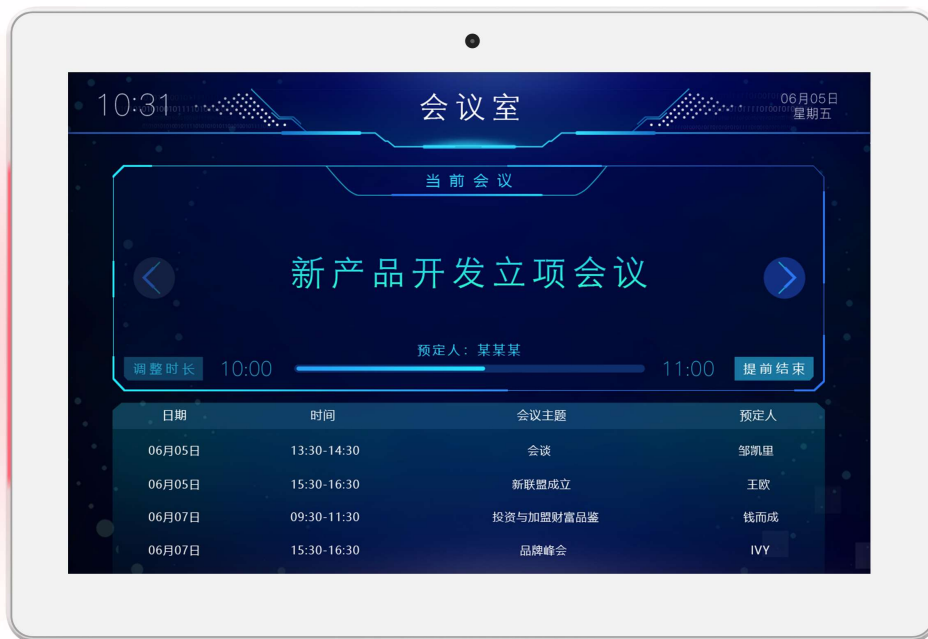 10:31
会议室
06月05日
星期五
当前会议
新产品开发立项会议
预定人：某某某
调整时长 10:00 11:00 提前结束
日期 时间 会议主题 预定人
06月05日 13:30-14:30 会谈 邹凯里
06月05日 15:30-16:30 新联盟成立 王欧
06月07日 09:30-11:30 投资与加盟财富品鉴 钱而成
06月07日 15:30-16:30 品牌峰会 IVY